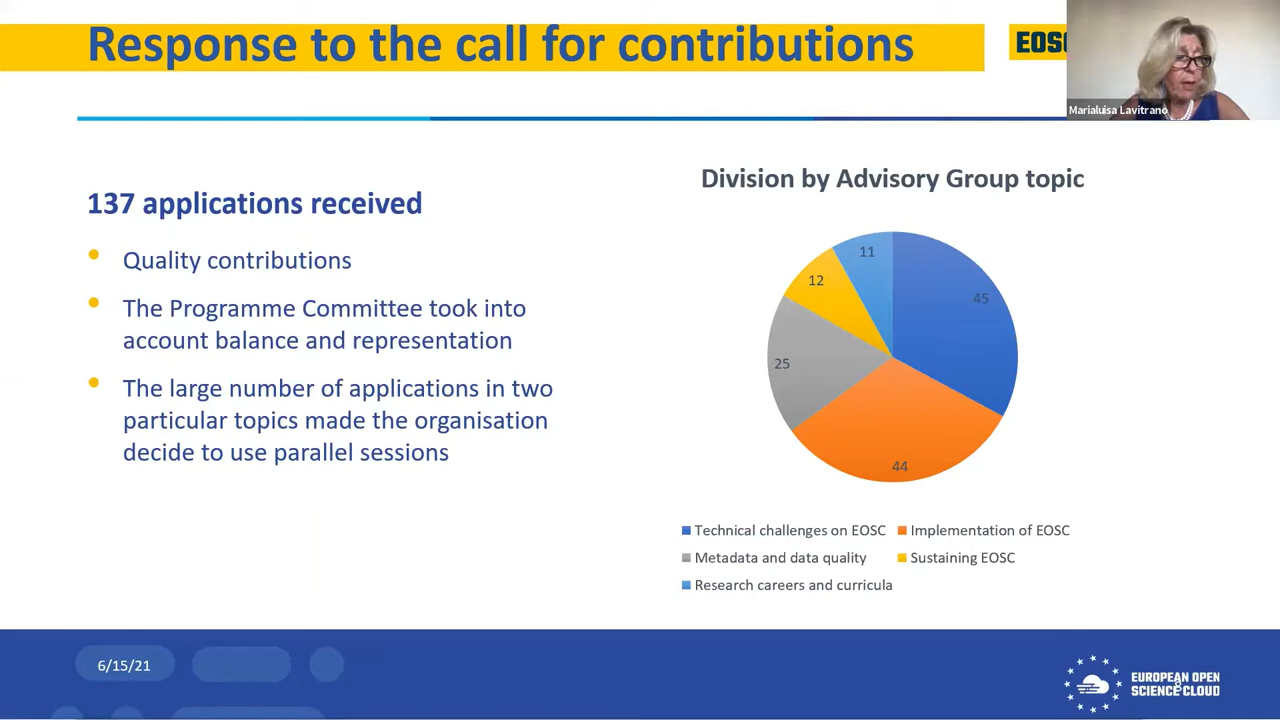 Response to the call for contributions
EOSC
Marialuisa Lavitrano
137 applications received
• Quality contributions
• The Programme Committee took into
account balance and representation
• The large number of applications in two
particular topics made the organisation
decide to use parallel sessions
Division by Advisory Group topic
11
45
12
25
44
Technical challenges on EOSC
Implementation of EOSC
Metadata and data quality
Sustaining EOSC
Research careers and curricula
6/15/21
EUROPEAN OPEN
SCIENCE CLOUD